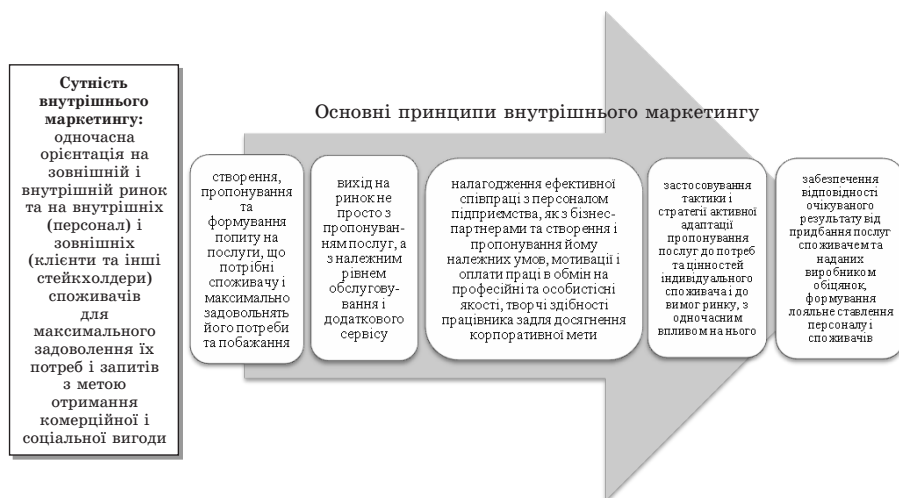 Сутність
внутрішнього
маркетингу:
одночасна
орієнтація на
зовнішній і
внутрішній ринок
та на внутрішніх
(персонал) і
зовнішніх
(клієнти та інші
стейкхолдери)
споживачів
для
максимального
задоволення їх
потреб і запитів
з метою
отримання
комерційної і
соціальної вигоди
Основні принципи внутрішнього маркетингу
створення,
пропонування
та
формування
попиту на
послуги, що
потрібні
споживачу і
максимально
задовольнять
його потреби
та побажання
вихід на
ринок не
просто з
пропонуван-
ням послуг, а
з належним
рівнем
обслугову-
вання і
додаткового
сервісу
налагодження ефективної
співпраці з персоналом
підприємства, як з бізнес-
партнерами та створення і
пропонування йому
належних умов, мотивації і
оплати праці в обмін на
професійні та особистісні
якості, творчі здібності
працівника задля досягнення
корпоративної мети
застосовування
тактики і
стратегії активної
адаптації
пропонування
послуг до потреб
та цінностей
індивідуального
споживача і до
вимог ринку, з
одночасним
впливом на нього
забезпечення
відповідності
очікуваного
результату від
придбання послуг
споживачем та
наданих
виробником
обіцянок,
формування
лояльне ставлення
персоналу і
споживачів